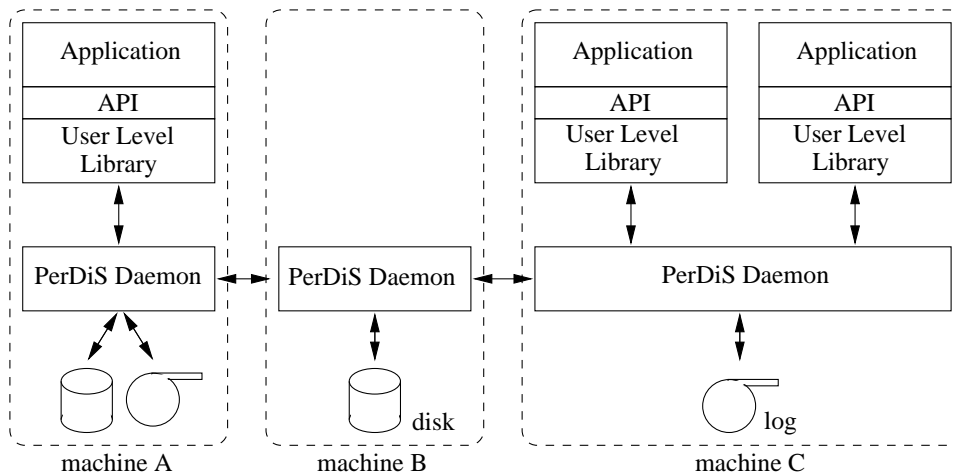 Application
API
User Level
Library
PerDiS Daemon
machine A
PerDiS Daemon
disk
machine B
Application
API
User Level
Library
Application
API
User Level
Library
PerDiS Daemon
log
machine C